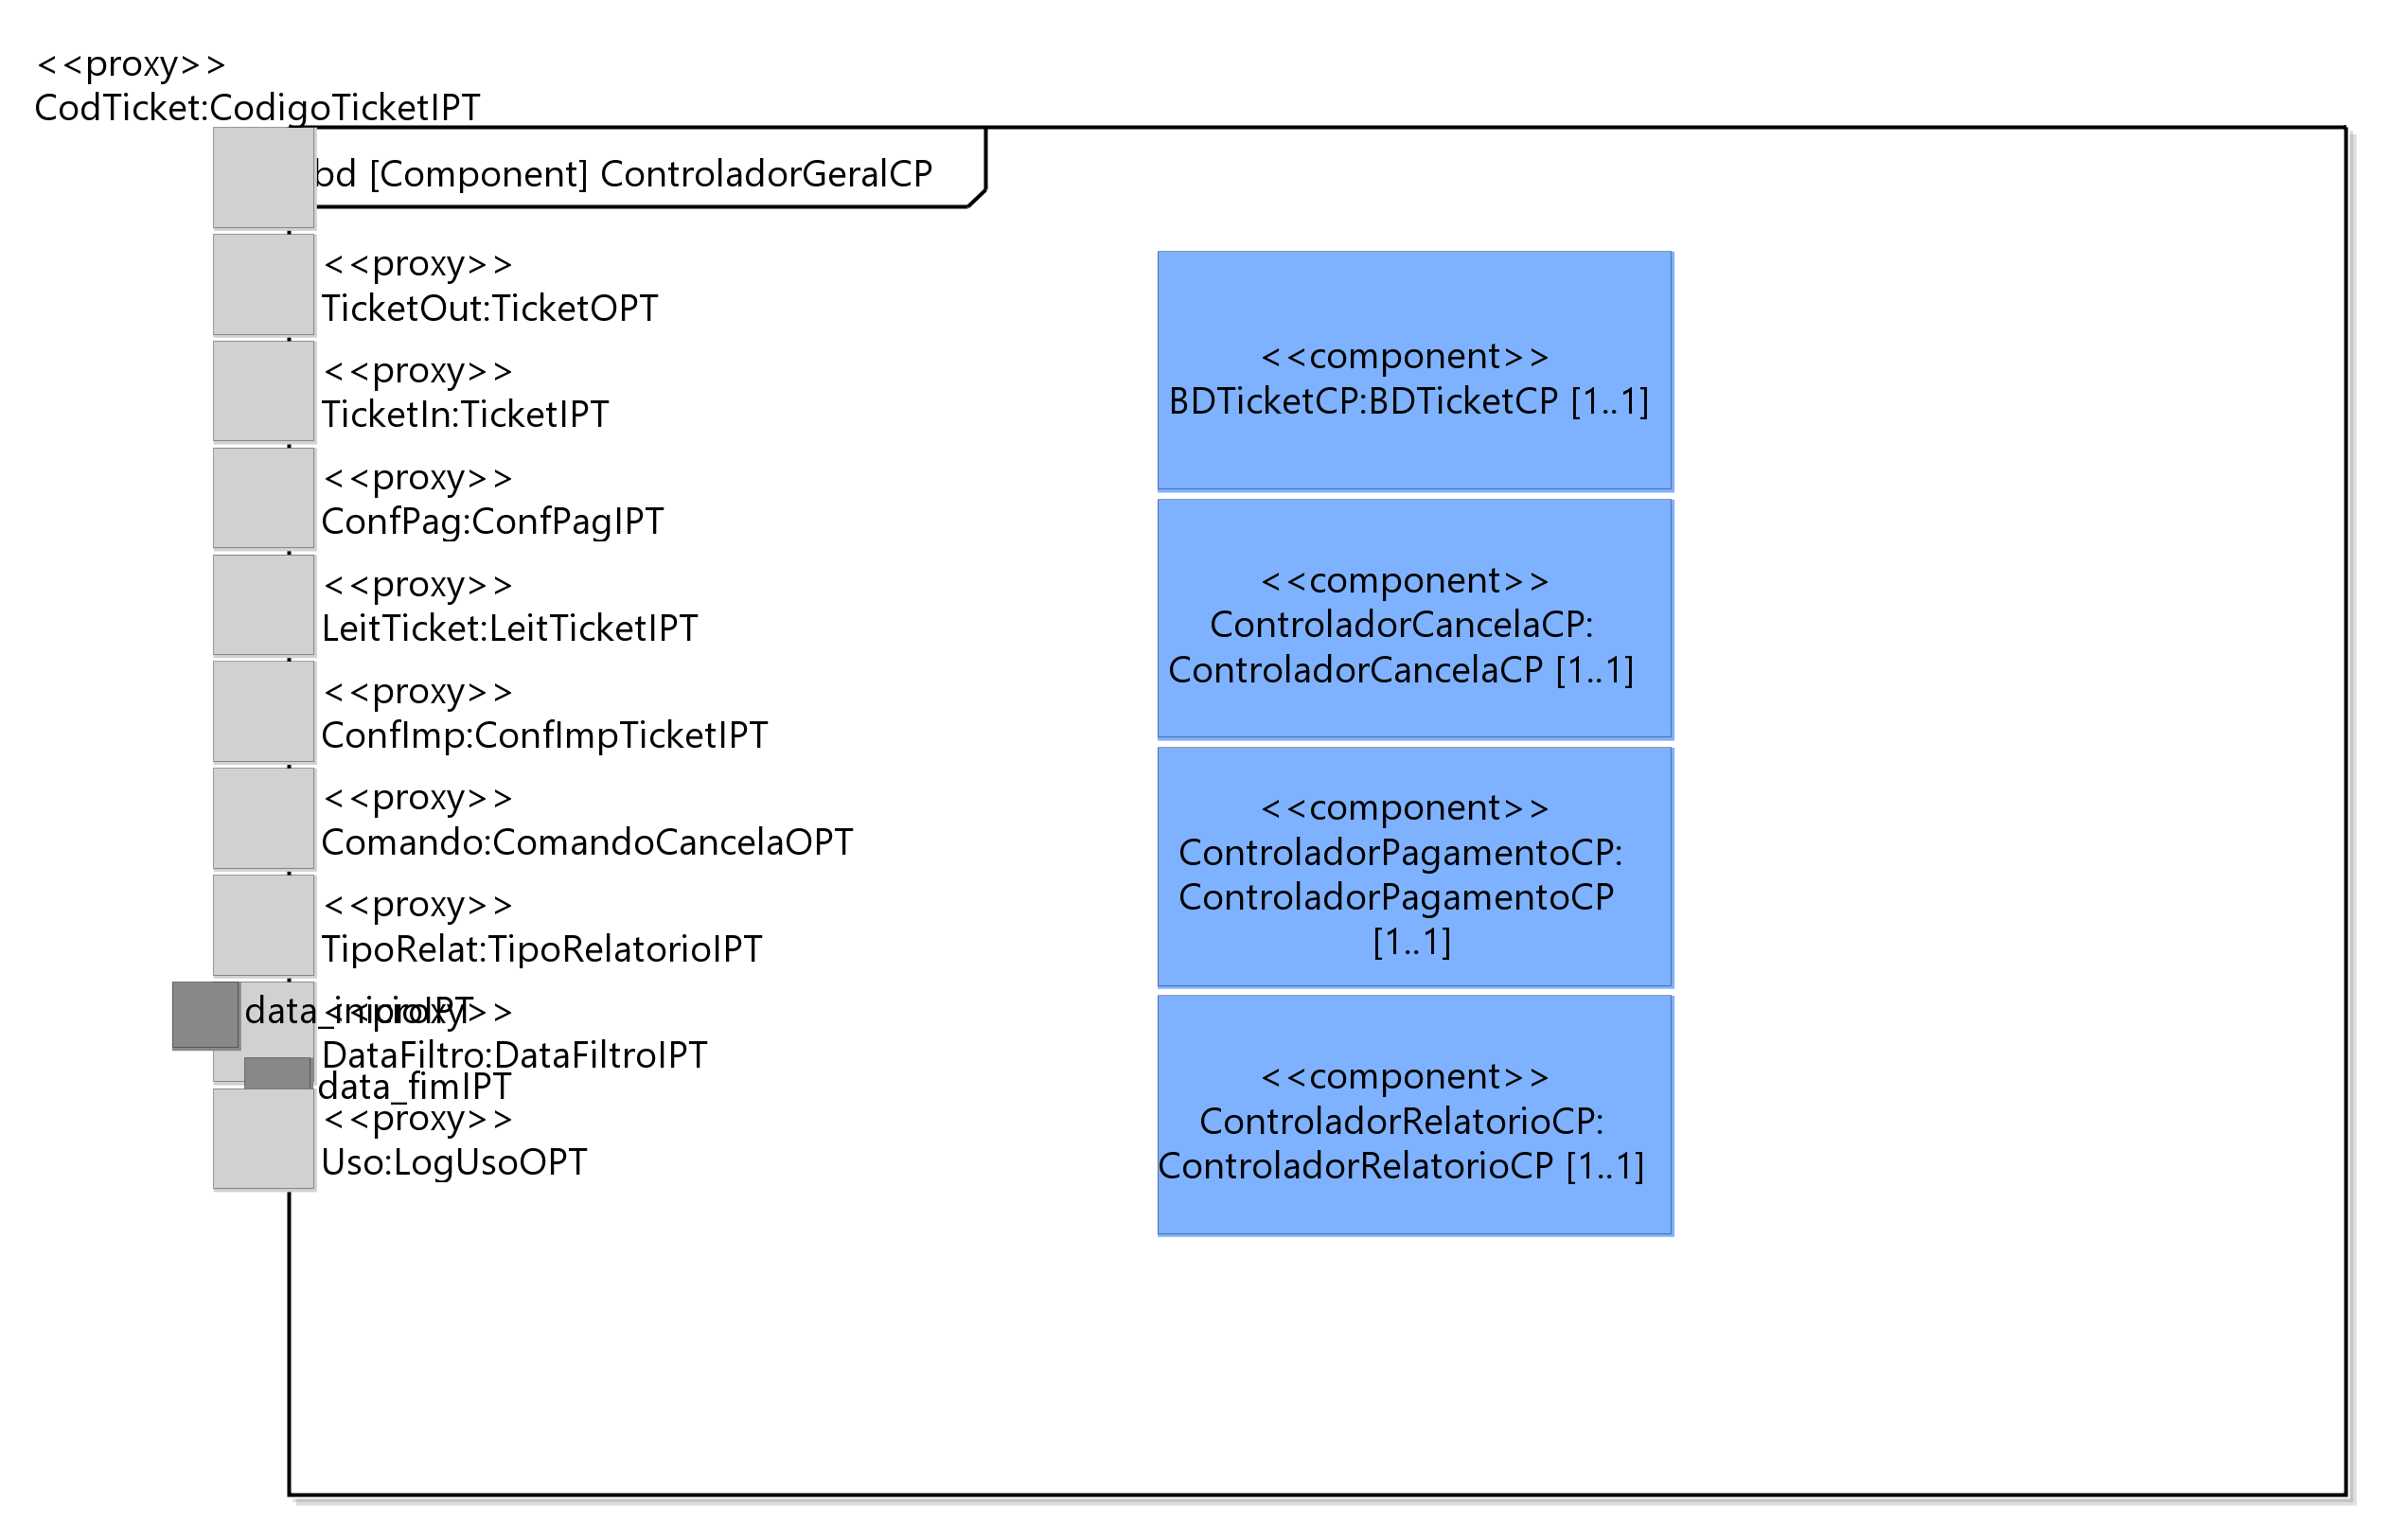 <<proxy>>
CodTicket:CodigoTicketIPT
bd [Component] ControladorGeralCP
<<proxy>>
TicketOut:TicketOPT
<<proxy>>
TicketIn:TicketIPT
<<proxy>>
ConfPag:ConfPagIPT
<<proxy>>
LeitTicket:LeitTicketIPT
<<proxy>>
ConfImp:ConfImpTicketIPT
<<proxy>>
Comando:ComandoCancelaOPT
<<proxy>>
TipoRelat:TipoRelatorioIPT
data_inicioIPT
<<proxy>>
DataFiltro:DataFiltroIPT
data_fimIPT
<<proxy>>
Uso:LogUsoOPT
<<component>>
BDTicketCP:BDTicketCP [1..1]
<<component>>
ControladorCancelaCP:
ControladorCancelaCP [1..1]
<<component>>
ControladorPagamentoCP:
ControladorPagamentoCP
[1..1]
<<component>>
ControladorRelatorioCP:
ControladorRelatorioCP [1..1]